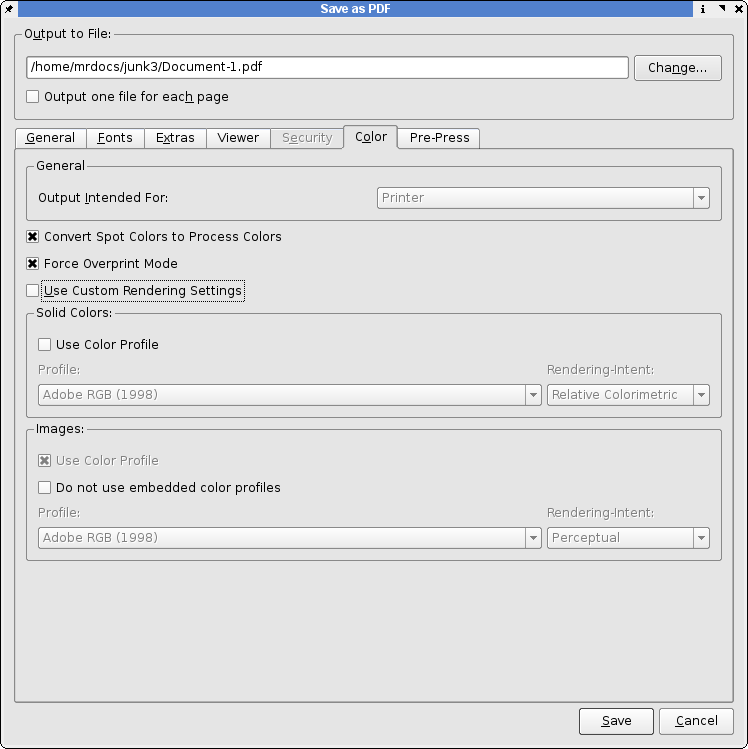 Save as PDF
Output to File:
/home/mrdocs/junk3/Document-1.pdf
Change...
Output one file for each page
General Fonts Extras Viewer Security Color Pre-Press
General
Output Intended For: Printer
Convert Spot Colors to Process Colors
Force Overprint Mode
Use Custom Rendering Settings
Solid Colors:
Use Color Profile
Profile: Rendering-Intent:
Adobe RGB (1998) Relative Colorimetric
Images:
Use Color Profile
Do not use embedded color profiles
Profile: Rendering-Intent:
Adobe RGB (1998) Perceptual
Save Cancel